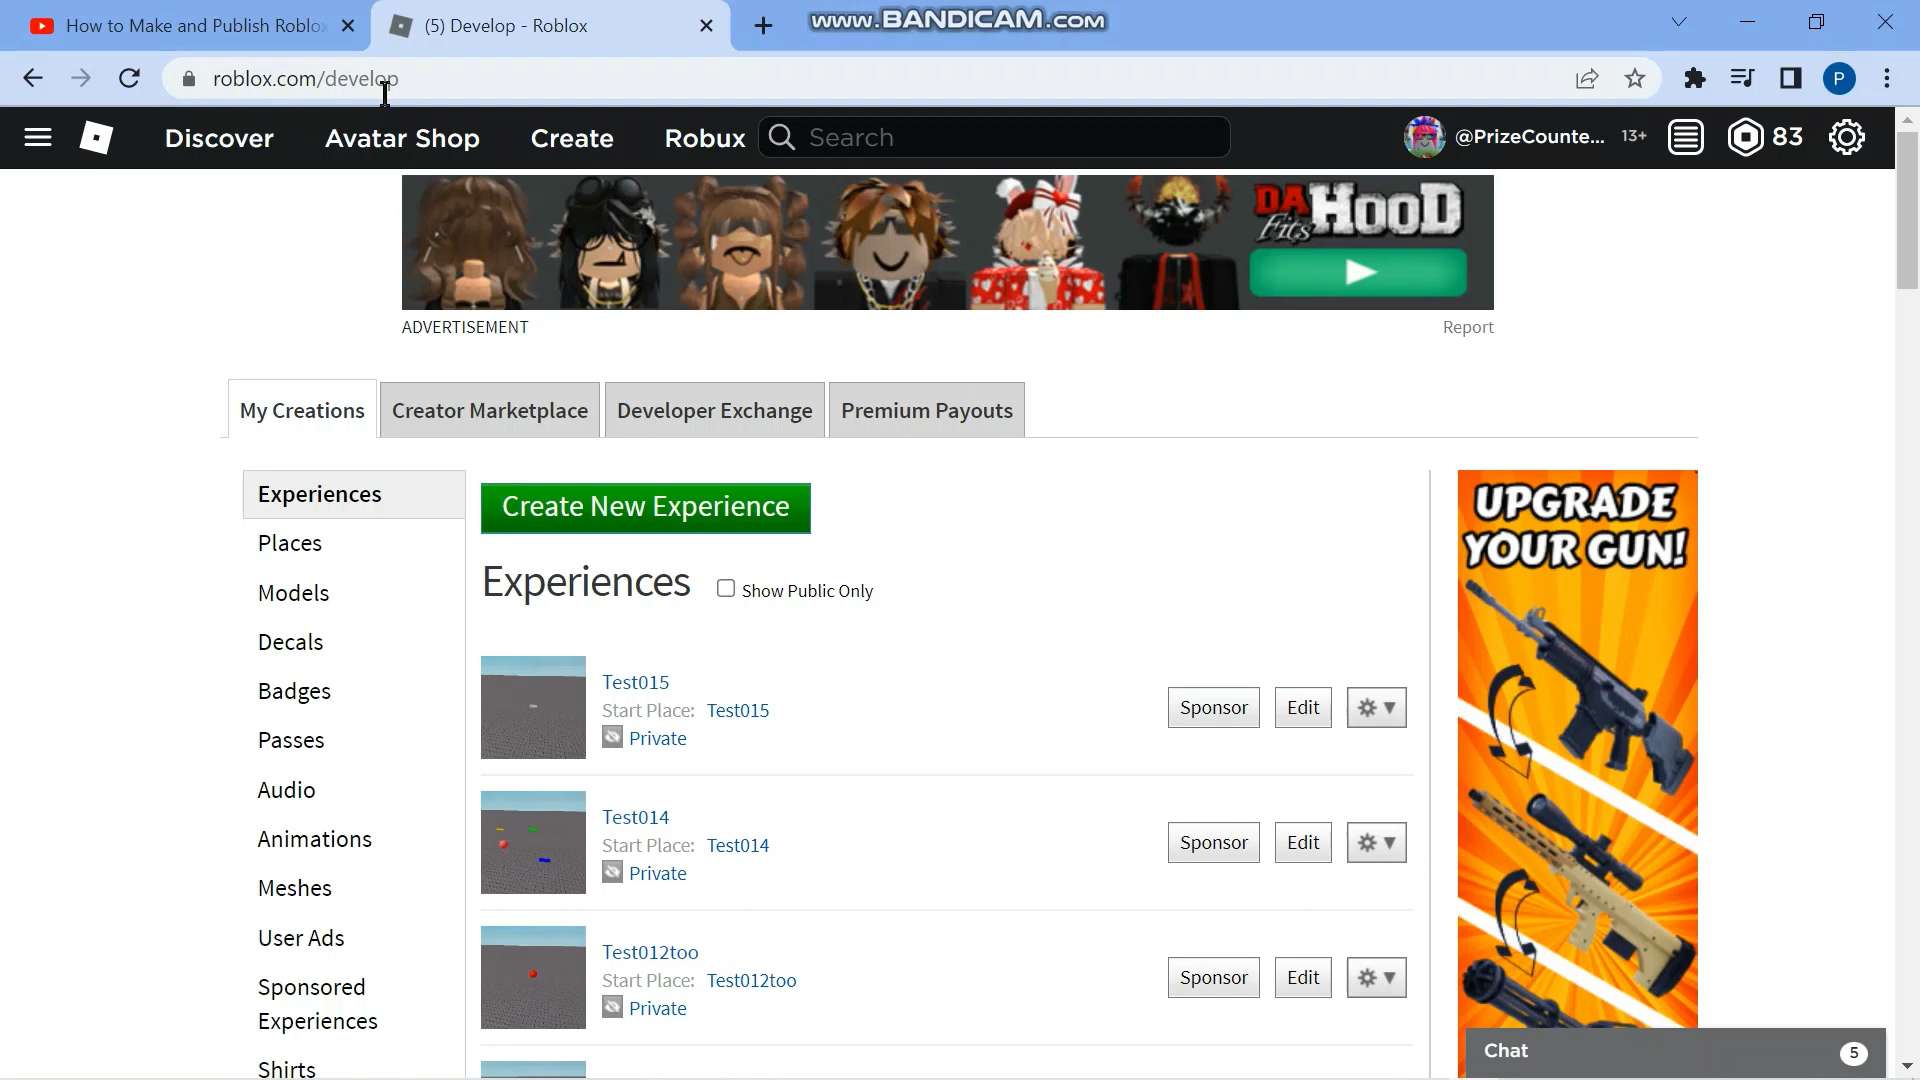 How to Make and Publish Roblox
(5) Develop - Roblox
www.BANDICAM.com
roblox.com/develop
P
Discover
Avatar Shop
Create
Robux
Search
@PrizeCounte...
13+
83
DA HOOD
Fits
ADVERTISEMENT
Report
My Creations
Creator Marketplace
Developer Exchange
Premium Payouts
Experiences
Places
Models
Decals
Badges
Passes
Audio
Animations
Meshes
User Ads
Sponsored
Experiences
Shirts
Create New Experience
Experiences
Show Public Only
Test015
Start Place: Test015
Private
Sponsor
Edit
Test014
Start Place: Test014
Private
Sponsor
Edit
Test012too
Start Place: Test012too
Private
Sponsor
Edit
UPGRADE
YOUR GUN!
Chat
5